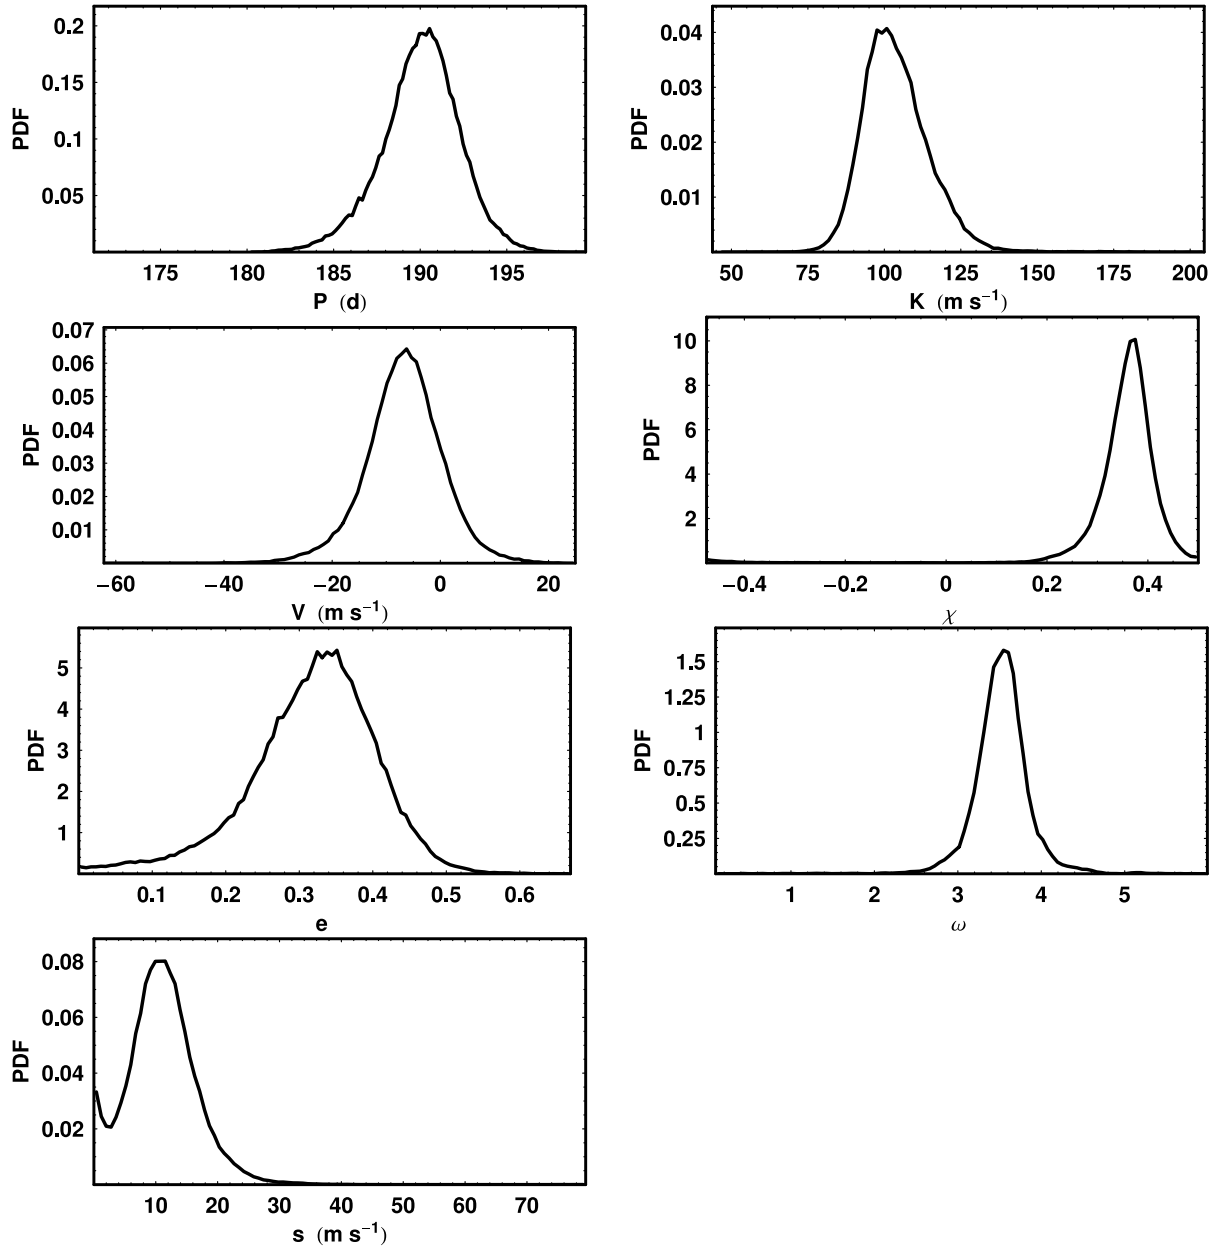 0.2
0.15
0.1
0.05
PDF
175 180 185 190 195
P (d)
0.04
0.03
0.02
0.01
PDF
50 75 100 125 150 175 200
K (m s⁻¹)
0.07
0.06
0.05
0.04
0.03
0.02
0.01
PDF
−60 −40 −20 0 20
V (m s⁻¹)
10
8
6
4
2
PDF
−0.4 −0.2 0 0.2 0.4
χ
5
4
3
2
1
PDF
0.1 0.2 0.3 0.4 0.5 0.6
e
1.5
1.25
1
0.75
0.5
0.25
PDF
1 2 3 4 5
ω
0.08
0.06
0.04
0.02
PDF
10 20 30 40 50 60 70
s (m s⁻¹)